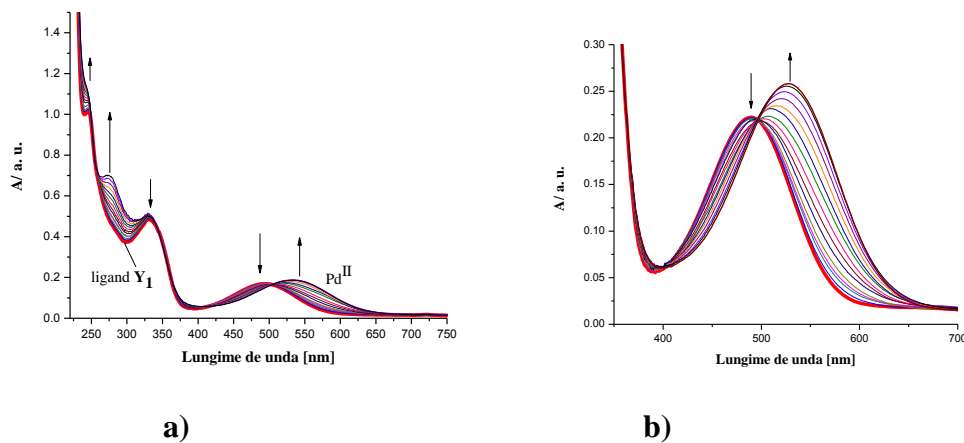 1.4
1.2
1.0
0.8
0.6
0.4
0.2
0.0
A/ a. u.
ligand Y1
PdII
250 300 350 400 450 500 550 600 650 700 750
Lungime de unda [nm]
a)
0.30
0.25
0.20
0.15
0.10
0.05
0.00
A/ a. u.
400 500 600 700
Lungime de unda [nm]
b)